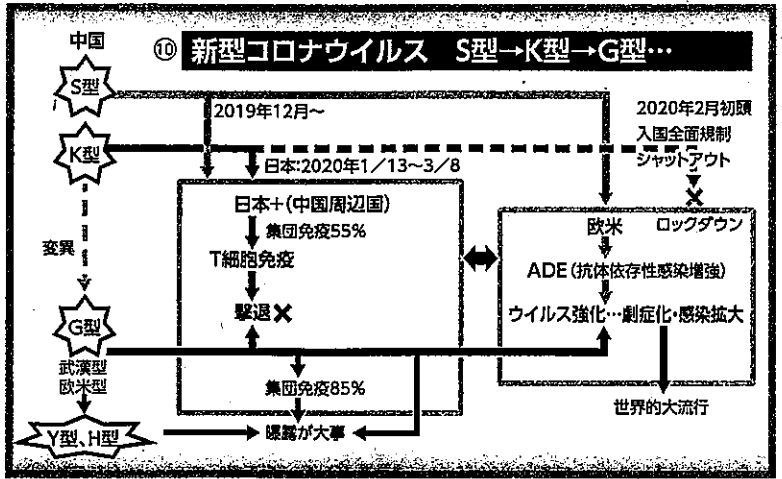 中国
⑩ 新型コロナウイルス S型→K型→G型…
S型
2019年12月～
2020年2月初頭
入国全面規制
シャットアウト
K型
日本:2020年1／13～3／8
日本＋(中国周辺国)
欧米
ロックダウン
集団免疫55%
変異
T細胞免疫
ADE(抗体依存性感染増強)
撃退
ウイルス強化…劇症化・感染拡大
G型
武漢型
欧米型
集団免疫85%
世界的大流行
Y型、H型
曝露が大事